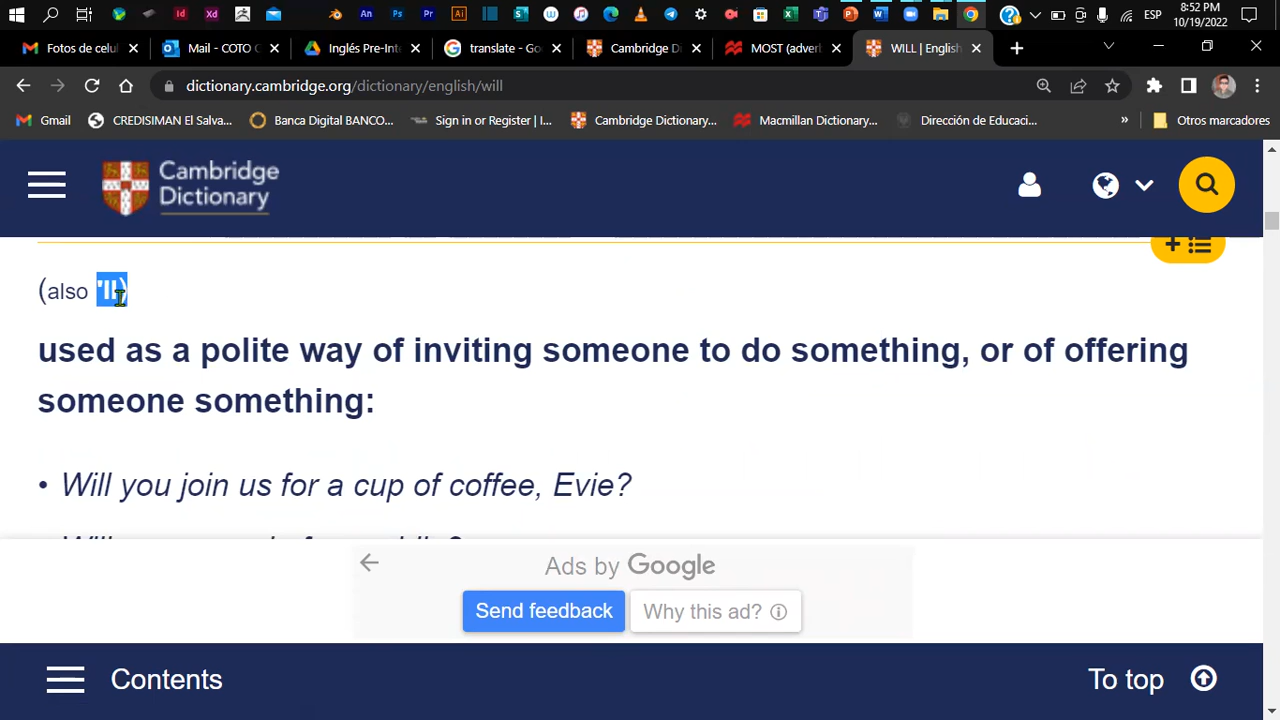 8:52 PM
ESP
10/19/2022
Fotos de celul
Mail - COTO C
Inglés Pre-Inte
translate - Goo
Cambridge Di
MOST (adverb
WILL | English
dictionary.cambridge.org/dictionary/english/will
Gmail
CREDISIMAN El Salva...
Banca Digital BANCO...
Sign in or Register | I...
Cambridge Dictionary...
Macmillan Dictionary...
Dirección de Educaci...
»
Otros marcadores
Cambridge
Dictionary
(also 'll)
used as a polite way of inviting someone to do something, or of offering
someone something:
• Will you join us for a cup of coffee, Evie?
Ads by Google
Send feedback
Why this ad?
Contents
To top